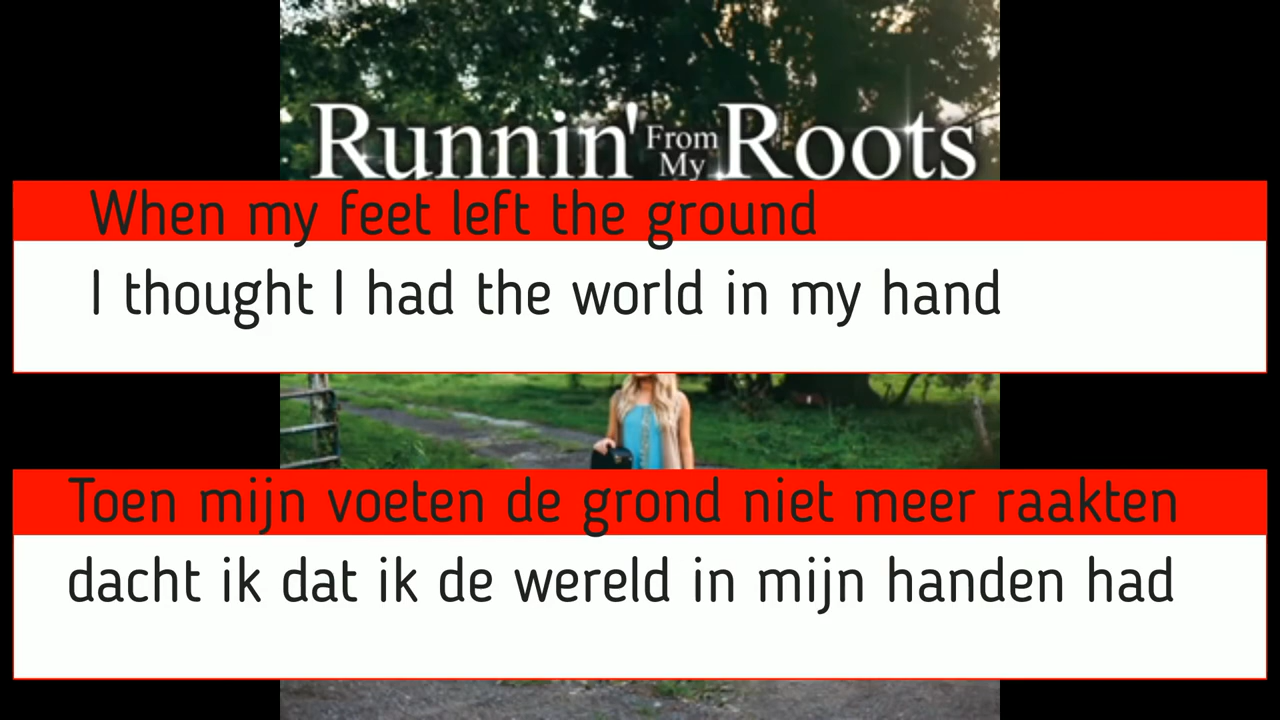 Runnin' From My Roots
When my feet left the ground
I thought I had the world in my hand
Toen mijn voeten de grond niet meer raakten
dacht ik dat ik de wereld in mijn handen had